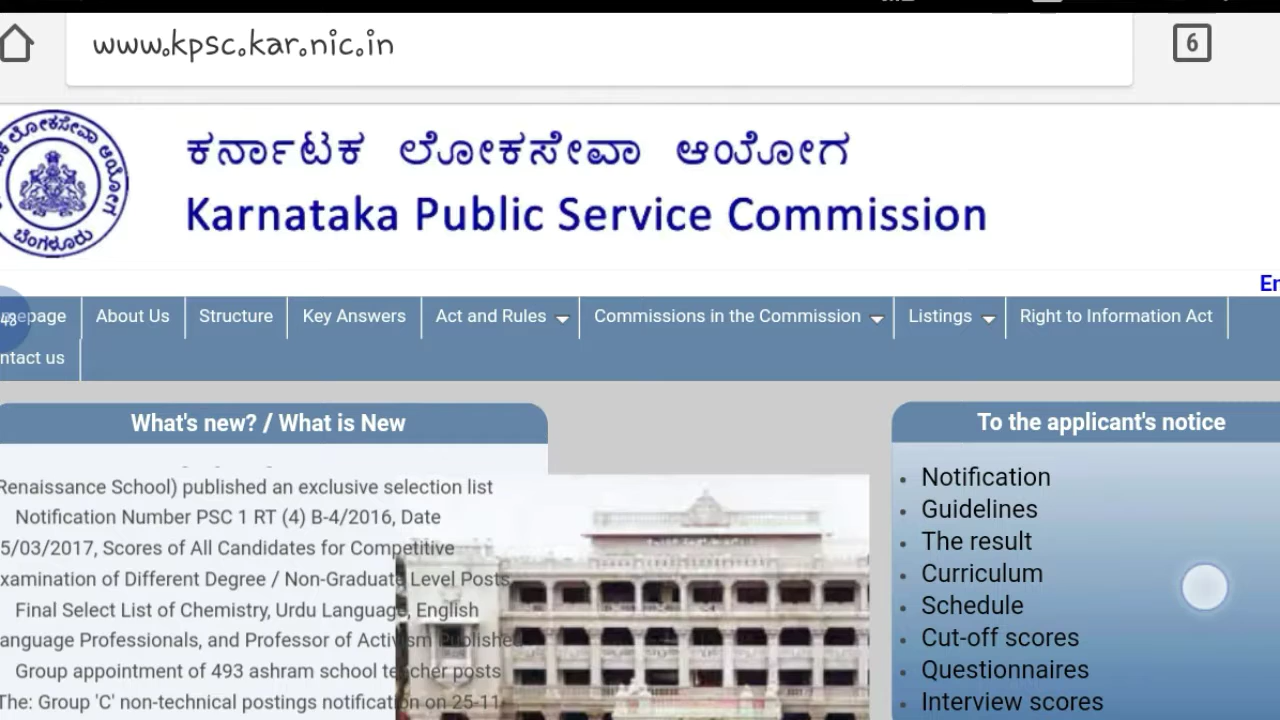 www.kpsc.kar.nic.in
6
ಲೋಕಸೇವಾ ಆಯೋಗ
ಬೆಂಗಳೂರು
ಕರ್ನಾಟಕ ಲೋಕಸೇವಾ ಆಯೋಗ
Karnataka Public Service Commission
About Us
Structure
Key Answers
Act and Rules
Commissions in the Commission
Listings
Right to Information Act
What's new? / What is New
Renaissance School) published an exclusive selection list
Notification Number PSC 1 RT (4) B-4/2016, Date
5/03/2017, Scores of All Candidates for Competitive
xamination of Different Degree / Non-Graduate Level Posts
Final Select List of Chemistry, Urdu Language, English
anguage Professionals, and Professor of Activism Published
Group appointment of 493 ashram school teacher posts
The: Group 'C' non-technical postings notification on 25-11-
To the applicant's notice
Notification
Guidelines
The result
Curriculum
Schedule
Cut-off scores
Questionnaires
Interview scores